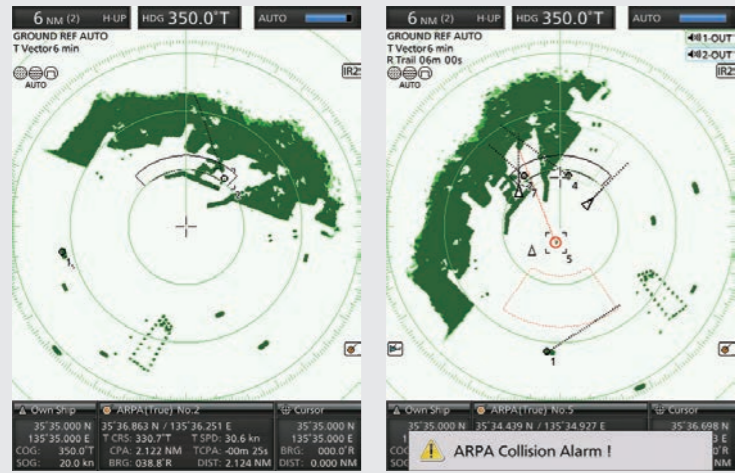 6 NM (2) H-UP HDG 350.0°T AUTO
GROUND REF AUTO
T Vector 6 min
AUTO
IR2
1
2
Own Ship
35°35.000 N
135°35.000 E
COG: 350.0°T
SOG: 20.0 kn
ARPA(True) No.2
35°36.863 N / 135°36.251 E
T CRS: 330.7°T T SPD: 30.6 kn
CPA: 2.122 NM TCPA: -00m 25s
BRG: 038.8°R DIST: 2.124 NM
Cursor
35°35.000 N
135°35.000 E
BRG: 000.0°R
DIST: 0.000 NM
6 NM (2) H-UP HDG 350.0°T AUTO
GROUND REF AUTO
T Vector 6 min
R Trail 06m 00s
AUTO
1-OUT
2-OUT
IR2
7
4
5
1
Own Ship
35°35.000 N
ARPA(True) No.5
35°34.439 N / 135°34.927 E
Cursor
35°36.698 N
ARPA Collision Alarm !